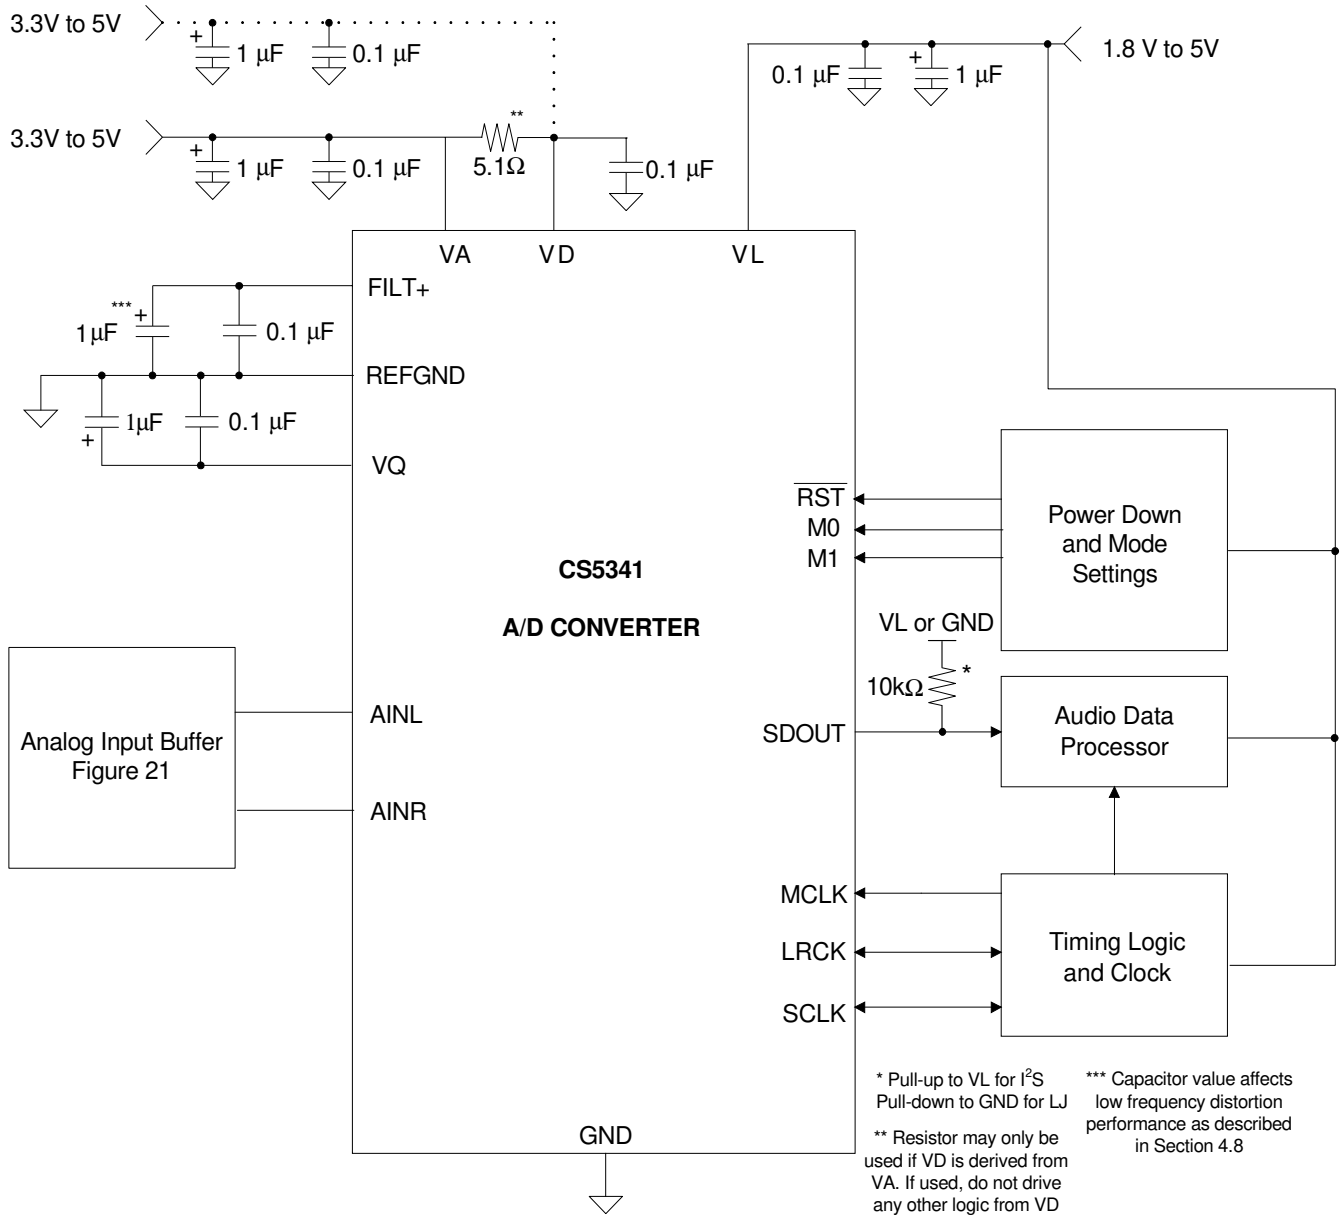 3.3V to 5V
+
1 µF
0.1 µF
0.1 µF
+
1 µF
1.8 V to 5V
3.3V to 5V
+
1 µF
0.1 µF
**
5.1Ω
0.1 µF
VA
VD
VL
FILT+
***
+
1µF
0.1 µF
REFGND
1µF
+
0.1 µF
VQ
RST
M0
M1
Power Down
and Mode
Settings
CS5341
A/D CONVERTER
VL or GND
*
10kΩ
Analog Input Buffer
Figure 21
AINL
AINR
SDOUT
Audio Data
Processor
MCLK
LRCK
SCLK
Timing Logic
and Clock
GND
* Pull-up to VL for I²S
Pull-down to GND for LJ
** Resistor may only be
used if VD is derived from
VA. If used, do not drive
any other logic from VD
*** Capacitor value affects
low frequency distortion
performance as described
in Section 4.8